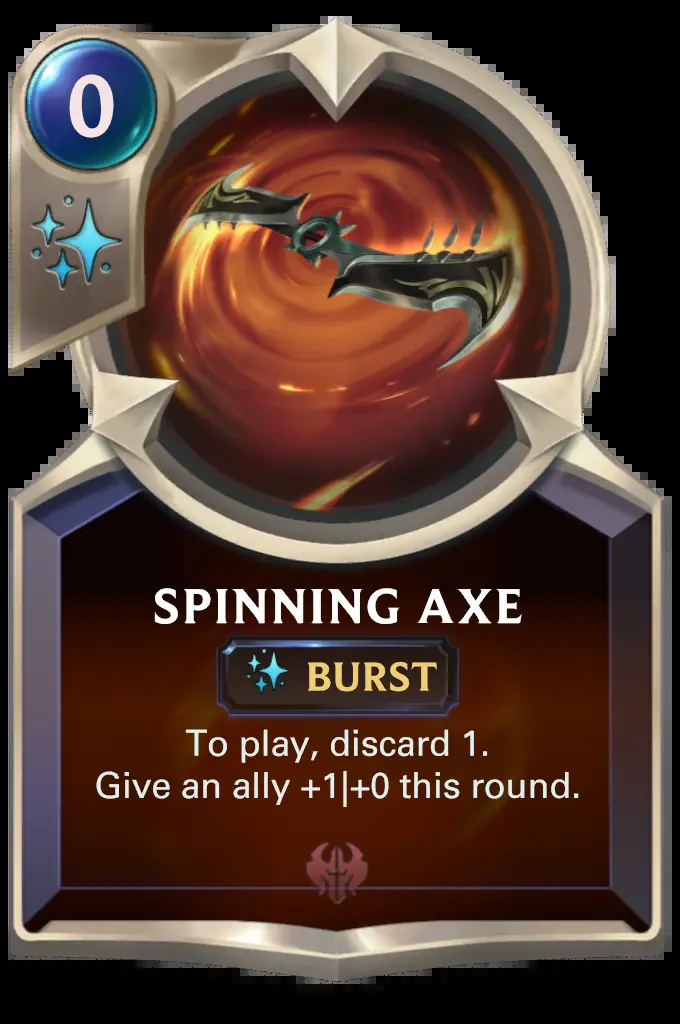 0
SPINNING AXE
BURST
To play, discard 1.
Give an ally +1|+0 this round.